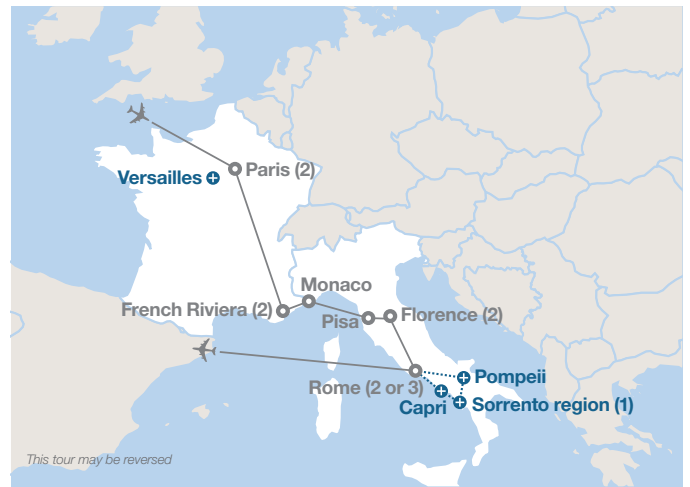 Paris (2)
Versailles
Monaco
French Riviera (2)
Pisa
Florence (2)
Rome (2 or 3)
Pompeii
Capri
Sorrento region (1)
This tour may be reversed